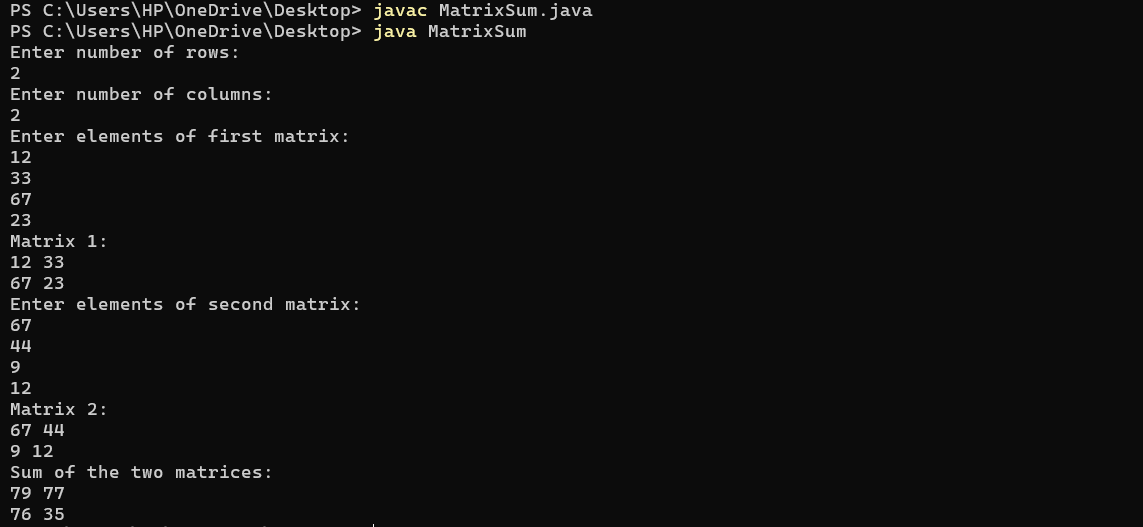 PS C:\Users\HP\OneDrive\Desktop> javac MatrixSum.java
PS C:\Users\HP\OneDrive\Desktop> java MatrixSum
Enter number of rows:
2
Enter number of columns:
2
Enter elements of first matrix:
12
33
67
23
Matrix 1:
12 33
67 23
Enter elements of second matrix:
67
44
9
12
Matrix 2:
67 44
9 12
Sum of the two matrices:
79 77
76 35